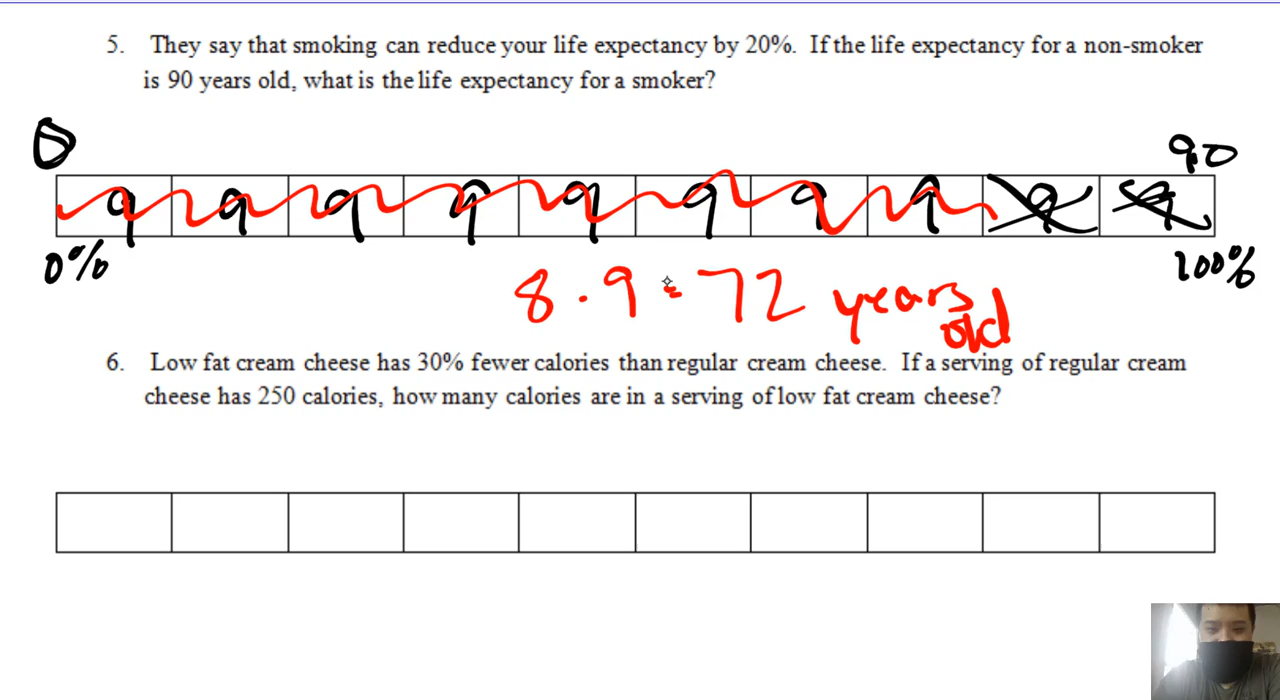 5. They say that smoking can reduce your life expectancy by 20%. If the life expectancy for a non-smoker
is 90 years old, what is the life expectancy for a smoker?
0 90
9 9 9 9 9 9 9 9 9 9
0% 100%
8 · 9 = 72 years
old
6. Low fat cream cheese has 30% fewer calories than regular cream cheese. If a serving of regular cream
cheese has 250 calories, how many calories are in a serving of low fat cream cheese?